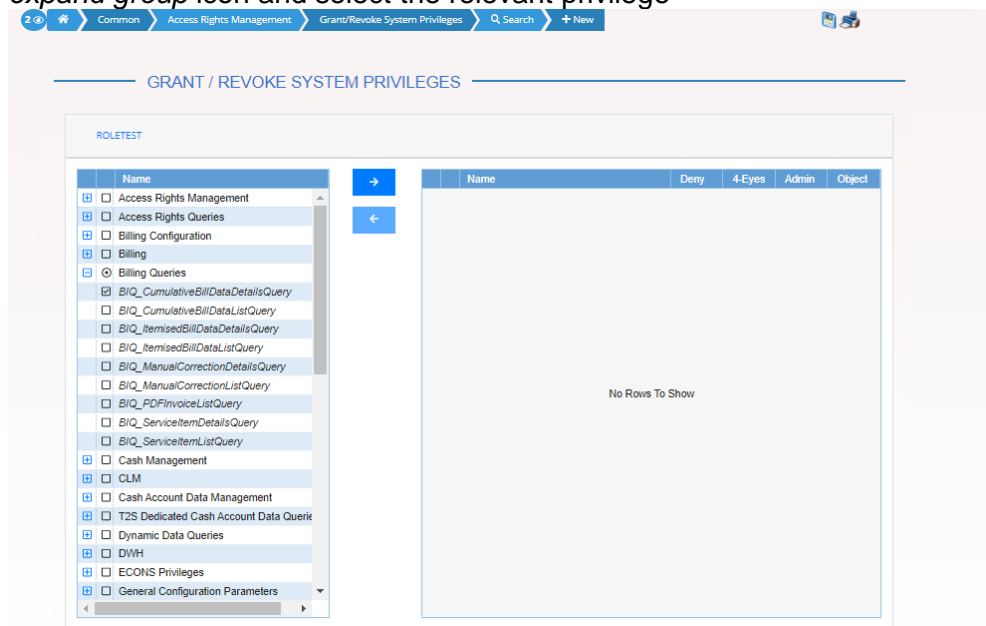 expand group icon and select the relevant privilege
2 Common Access Rights Management Grant/Revoke System Privileges Search + New
GRANT / REVOKE SYSTEM PRIVILEGES
ROLETEST
Name
Access Rights Management
Access Rights Queries
Billing Configuration
Billing
Billing Queries
BIQ_CumulativeBillDataDetailsQuery
BIQ_CumulativeBillDataListQuery
BIQ_ItemisedBillDataDetailsQuery
BIQ_ItemisedBillDataListQuery
BIQ_ManualCorrectionDetailsQuery
BIQ_ManualCorrectionListQuery
BIQ_PDFInvoiceListQuery
BIQ_ServiceItemDetailsQuery
BIQ_ServiceItemListQuery
Cash Management
CLM
Cash Account Data Management
T2S Dedicated Cash Account Data Querie
Dynamic Data Queries
DWH
ECONS Privileges
General Configuration Parameters
Name Deny 4-Eyes Admin Object
No Rows To Show